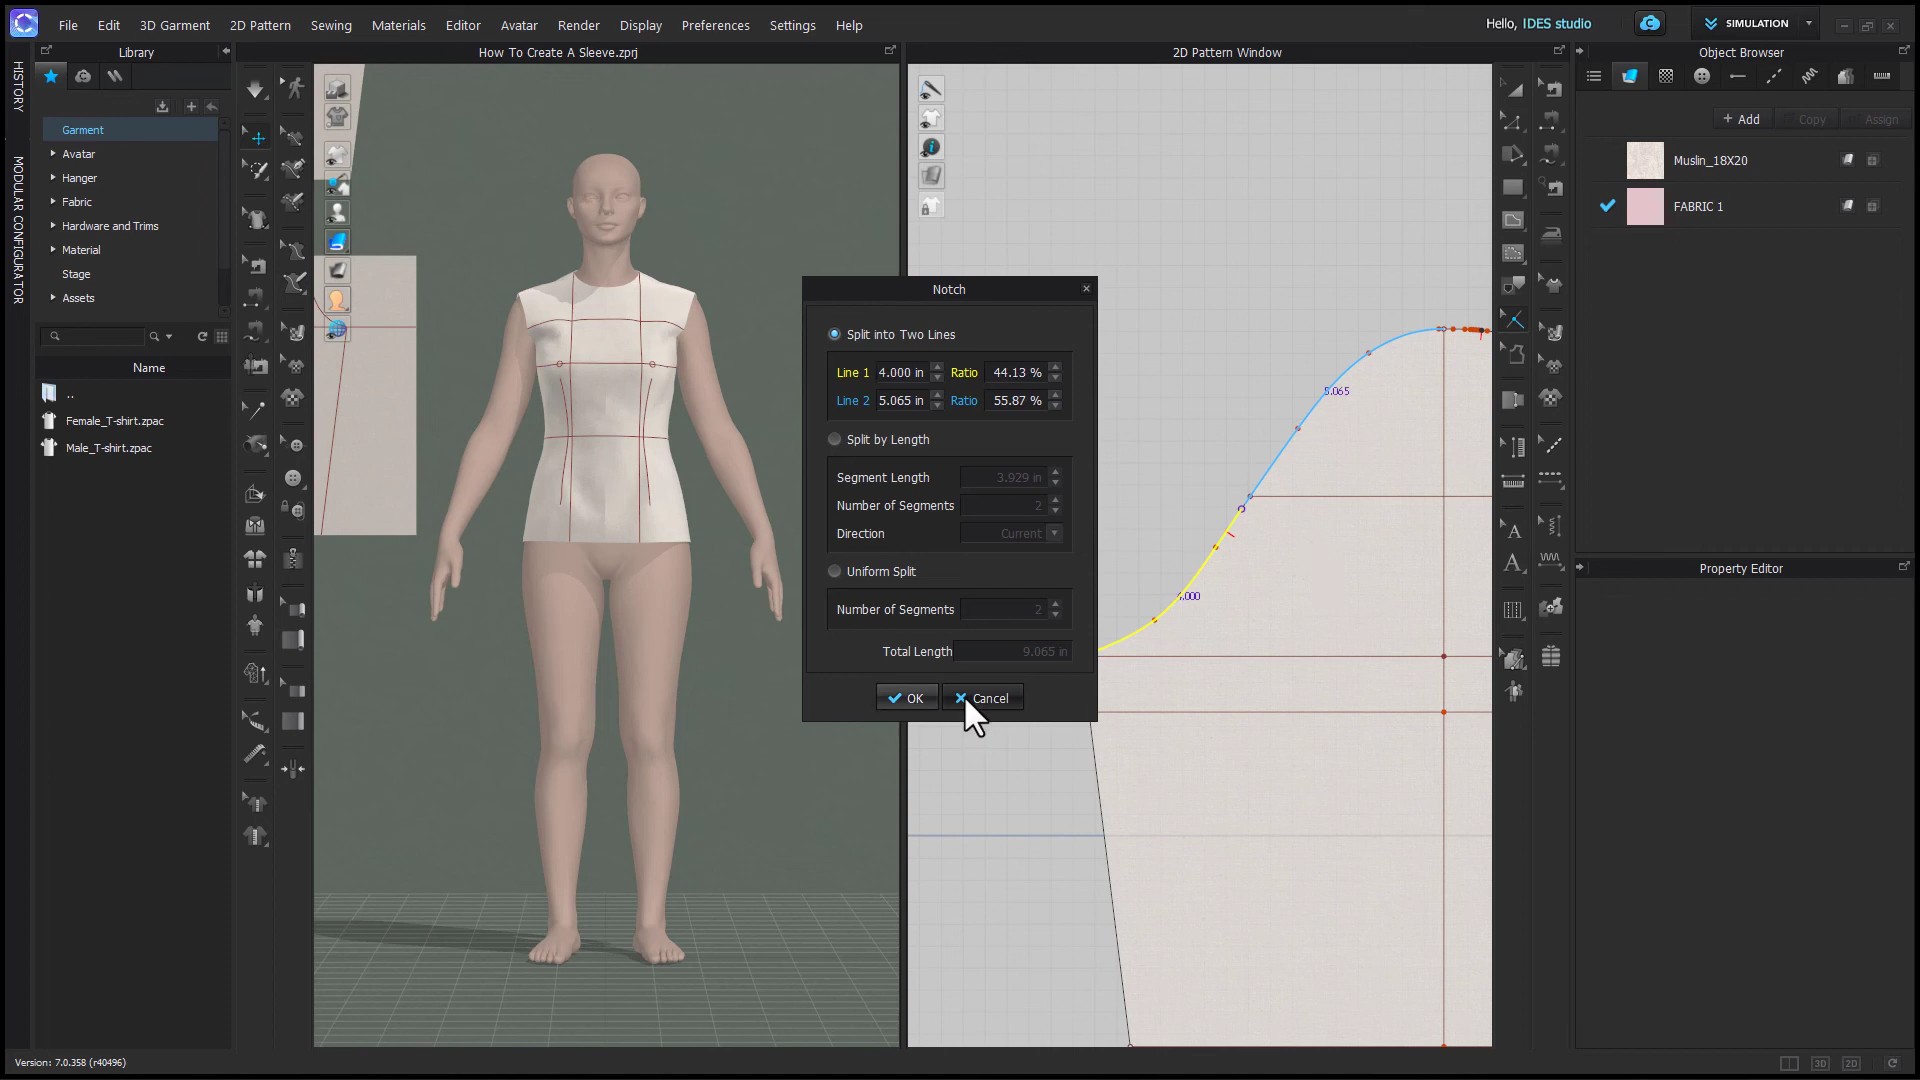 File Edit 3D Garment 2D Pattern Sewing Materials Editor Avatar Render Display Preferences Settings Help
Hello, IDES studio
SIMULATION
Library
How To Create A Sleeve.zprj
2D Pattern Window
Object Browser
HISTORY
MODULAR CONFIGURATOR
Garment
Avatar
Hanger
Fabric
Hardware and Trims
Material
Stage
Assets
Name
..
Female_T-shirt.zpac
Male_T-shirt.zpac
Notch
Split into Two Lines
Line 1 4.000 in Ratio 44.13 %
Line 2 5.065 in Ratio 55.87 %
Split by Length
Segment Length 3.929 in
Number of Segments 2
Direction Current
Uniform Split
Number of Segments 2
Total Length 9.065 in
OK Cancel
5.065
4.000
+ Add Copy Assign
Muslin_18X20
FABRIC 1
Property Editor
Version: 7.0.358 (r40496)
3D 2D